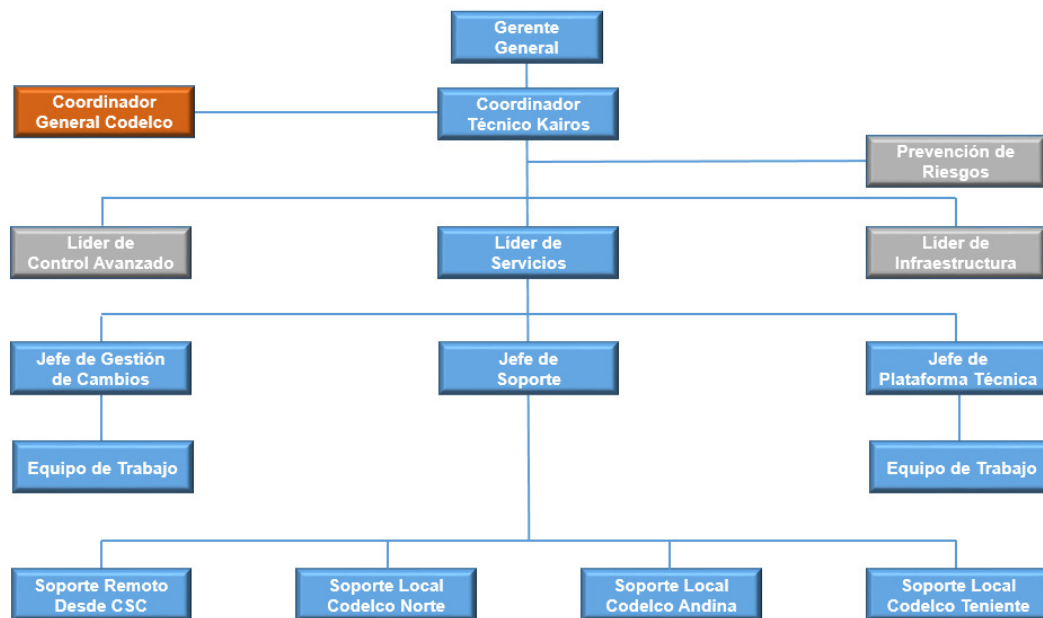 Gerente
General
Coordinador
General Codelco
Coordinador
Técnico Kairos
Prevención de
Riesgos
Líder de
Control Avanzado
Líder de
Servicios
Líder de
Infraestructura
Jefe de Gestión
de Cambios
Jefe de
Soporte
Jefe de
Plataforma Técnica
Equipo de Trabajo
Equipo de Trabajo
Soporte Remoto
Desde CSC
Soporte Local
Codelco Norte
Soporte Local
Codelco Andina
Soporte Local
Codelco Teniente